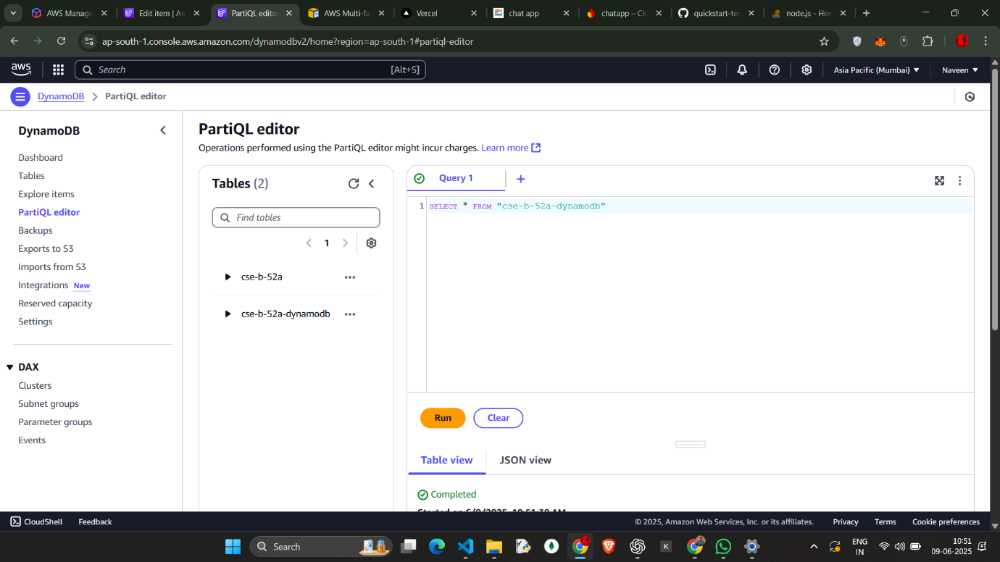 AWS Manage
Edit item | An
PartiQL editor
AWS Multi-fa
Vercel
chat app
chatapp – Clo
quickstart-te
node.js - How
ap-south-1.console.aws.amazon.com/dynamodbv2/home?region=ap-south-1#partiql-editor
aws
Search
[Alt+S]
Asia Pacific (Mumbai)
Naveen
DynamoDB
PartiQL editor
DynamoDB
Dashboard
Tables
Explore items
PartiQL editor
Backups
Exports to S3
Imports from S3
Integrations New
Reserved capacity
Settings
DAX
Clusters
Subnet groups
Parameter groups
Events
PartiQL editor
Operations performed using the PartiQL editor might incur charges. Learn more
Tables (2)
Find tables
1
cse-b-52a
cse-b-52a-dynamodb
Query 1
1 SELECT * FROM "cse-b-52a-dynamodb"
Run
Clear
Table view
JSON view
Completed
Started on 6/9/2025, 10:51:38 AM
CloudShell
Feedback
© 2025, Amazon Web Services, Inc. or its affiliates.
Privacy
Terms
Cookie preferences
Search
K
ENG
IN
10:51
09-06-2025